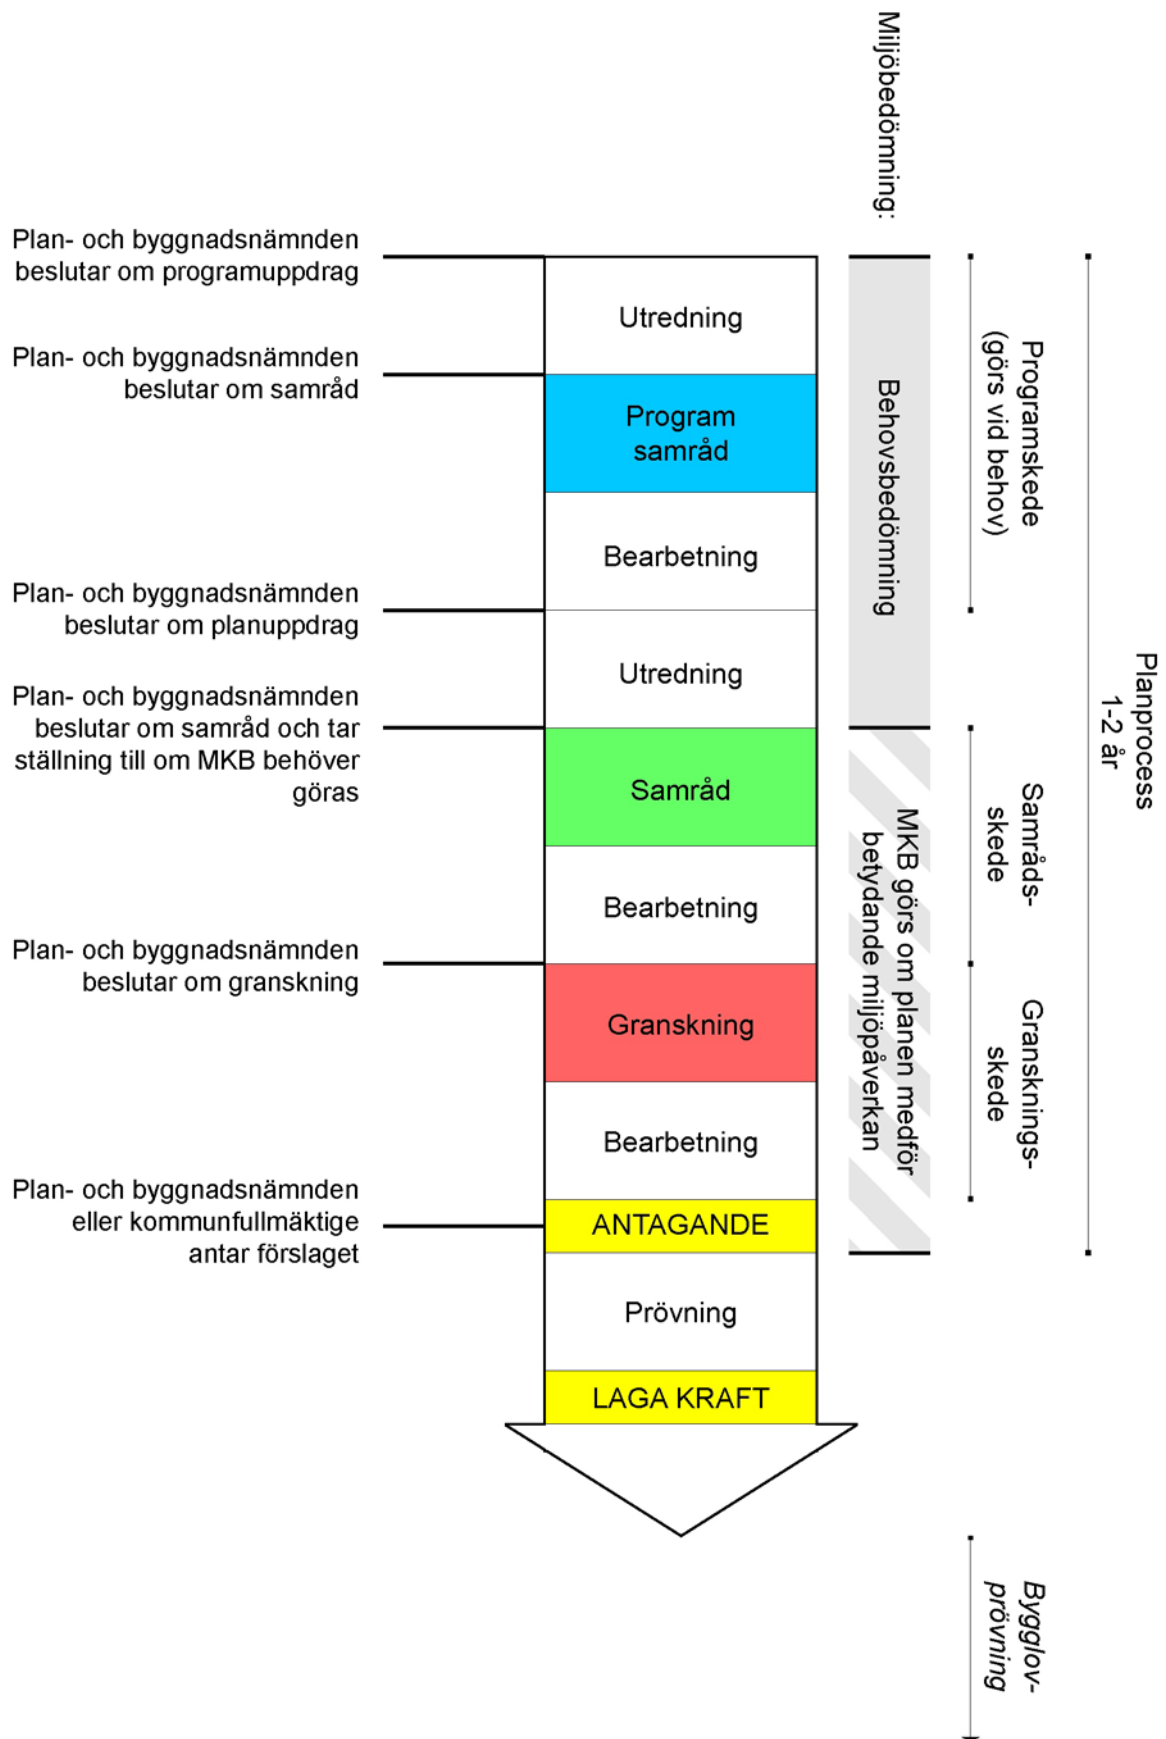 Miljöbedömning:
Plan- och byggnadsnämnden
beslutar om programuppdrag
Plan- och byggnadsnämnden
beslutar om samråd
Plan- och byggnadsnämnden
beslutar om planuppdrag
Plan- och byggnadsnämnden
beslutar om samråd och tar
ställning till om MKB behöver
göras
Plan- och byggnadsnämnden
beslutar om granskning
Plan- och byggnadsnämnden
eller kommunfullmäktige
antar förslaget
Utredning
Program
samråd
Bearbetning
Utredning
Samråd
Bearbetning
Granskning
Bearbetning
ANTAGANDE
Prövning
LAGA KRAFT
Behovsbedömning
MKB görs om planen medför
betydande miljöpåverkan
Programskede
(görs vid behov)
Samråds-
skede
Gransknings-
skede
Bygglov-
prövning
Planprocess
1-2 år